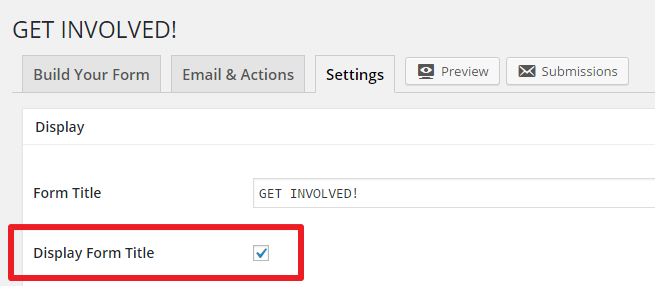 GET INVOLVED!
Build Your Form Email & Actions Settings Preview Submissions
Display
Form Title GET INVOLVED!
Display Form Title